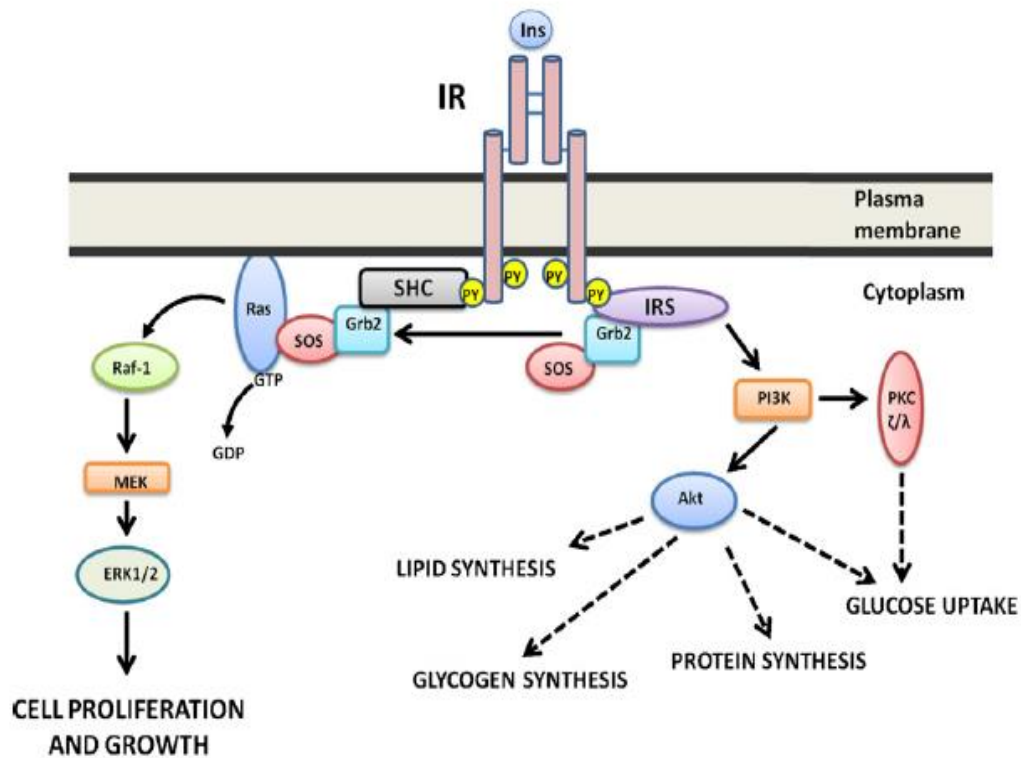 Ins
IR
Plasma
membrane
Cytoplasm
SHC
PY
PY
PY
PY
IRS
Ras
Grb2
Grb2
SOS
SOS
GTP
GDP
Raf-1
MEK
ERK1/2
CELL PROLIFERATION
AND GROWTH
PI3K
PKC
ζ/λ
Akt
LIPID SYNTHESIS
GLYCOGEN SYNTHESIS
PROTEIN SYNTHESIS
GLUCOSE UPTAKE